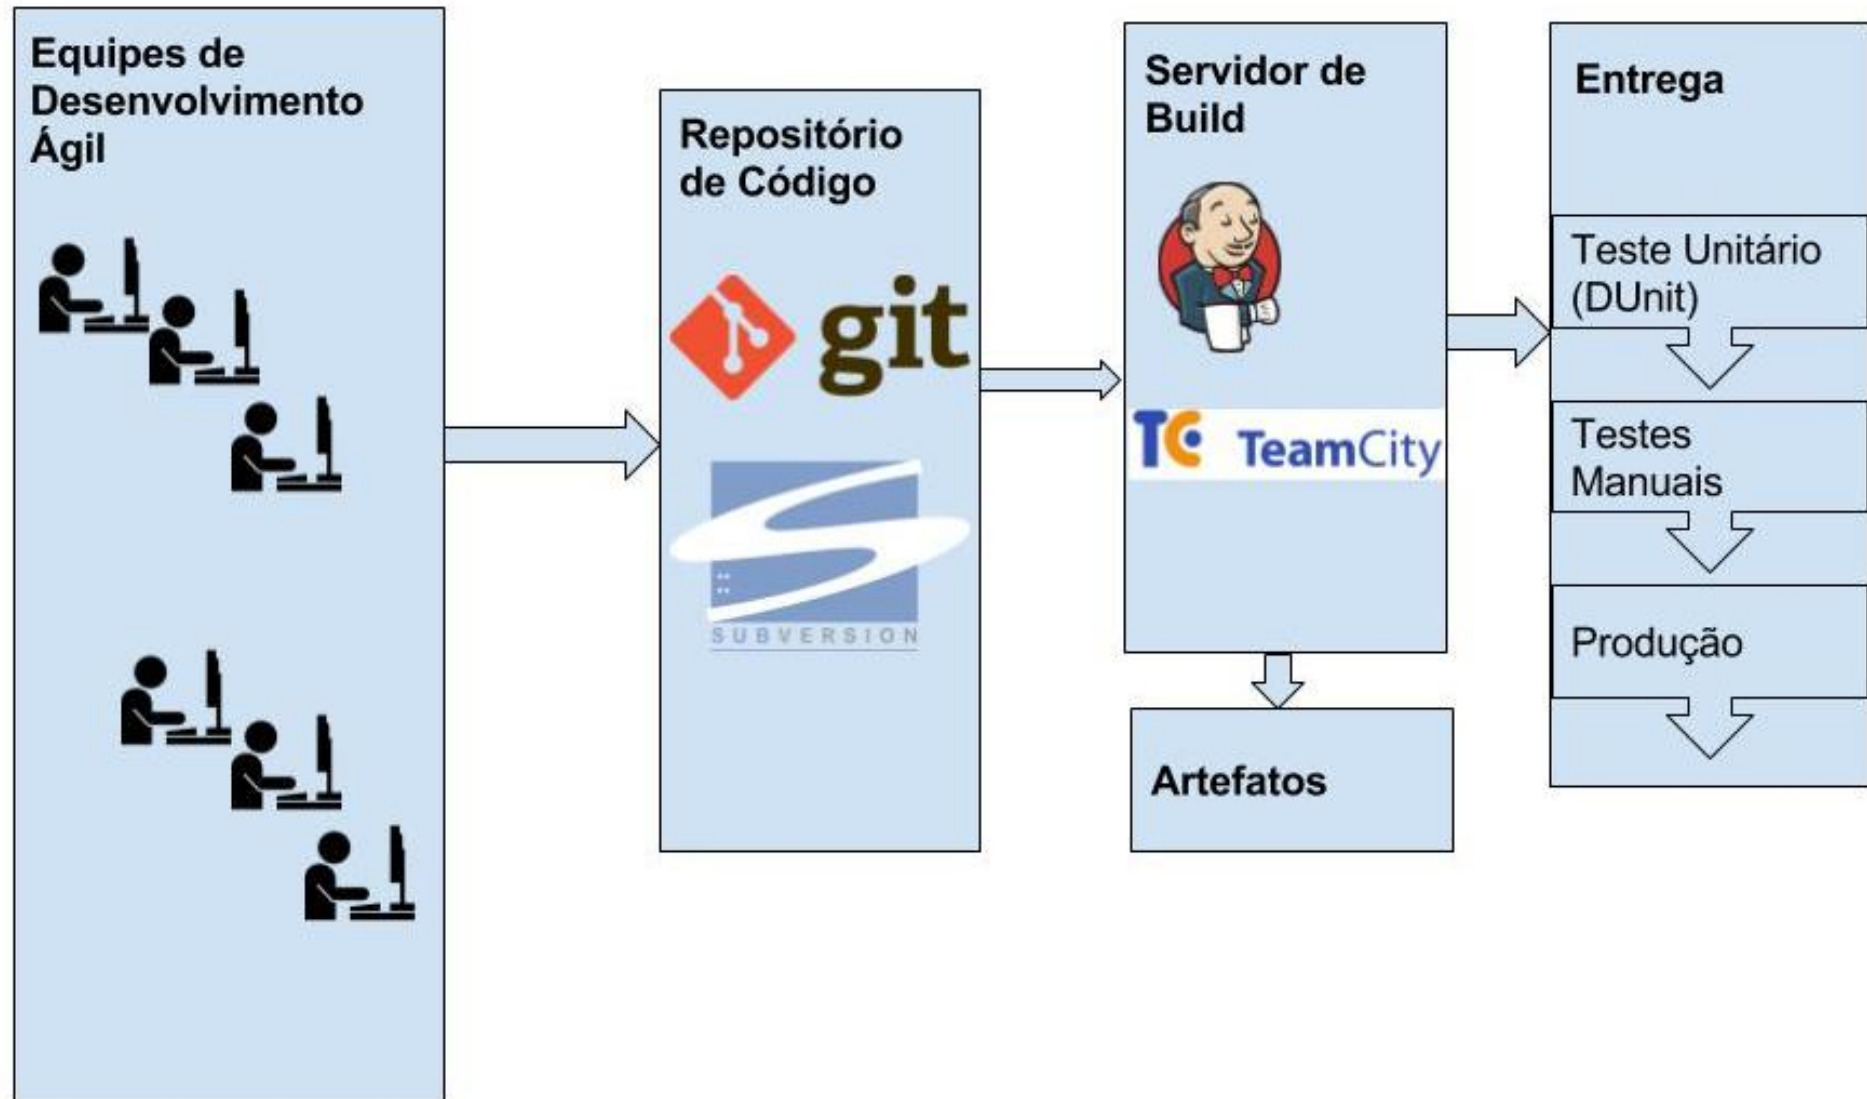 Equipes de
Desenvolvimento
Ágil
Repositório
de Código
git
SUBVERSION
Servidor de
Build
TC TeamCity
Artefatos
Entrega
Teste Unitário
(DUnit)
Testes
Manuais
Produção